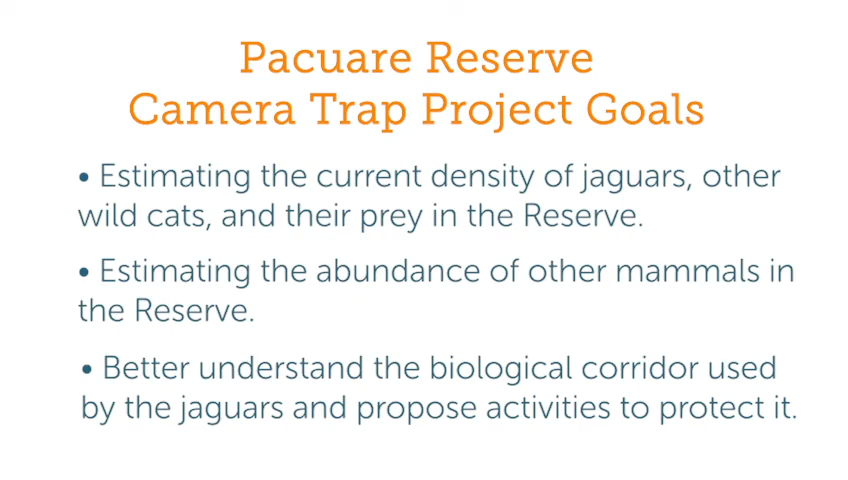 Pacuare Reserve
Camera Trap Project Goals
• Estimating the current density of jaguars, other
wild cats, and their prey in the Reserve.
• Estimating the abundance of other mammals in
the Reserve.
• Better understand the biological corridor used
by the jaguars and propose activities to protect it.